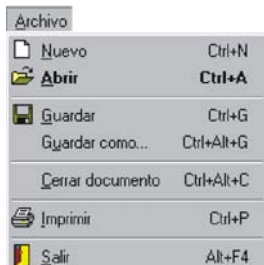 Archivo
Nuevo Ctrl+N
Abrir Ctrl+A
Guardar Ctrl+G
Guardar como... Ctrl+Alt+G
Cerrar documento Ctrl+Alt+C
Imprimir Ctrl+P
Salir Alt+F4